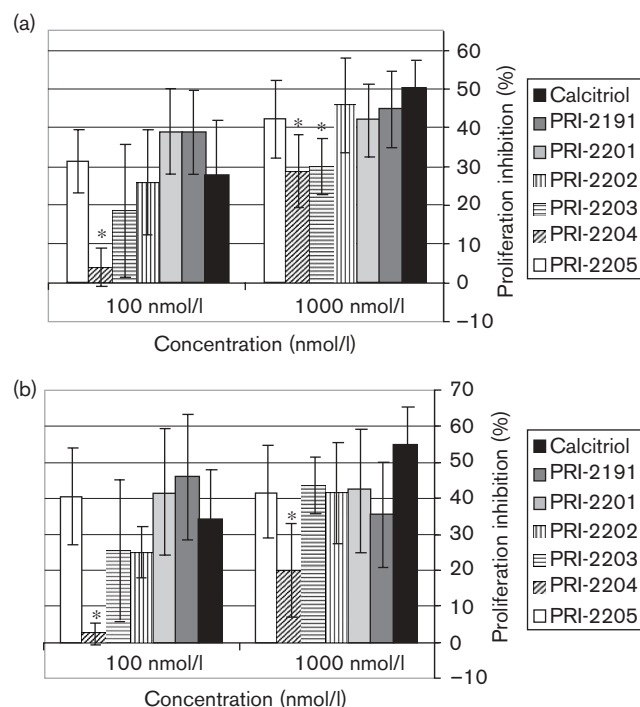 (a)
60
50
40
30
20
10
0
−10
Proliferation inhibition (%)
* * *
100 nmol/l 1000 nmol/l
Concentration (nmol/l)
Calcitriol
PRI-2191
PRI-2201
PRI-2202
PRI-2203
PRI-2204
PRI-2205
(b)
70
60
50
40
30
20
10
0
−10
Proliferation inhibition (%)
* *
100 nmol/l 1000 nmol/l
Concentration (nmol/l)
Calcitriol
PRI-2191
PRI-2201
PRI-2202
PRI-2203
PRI-2204
PRI-2205